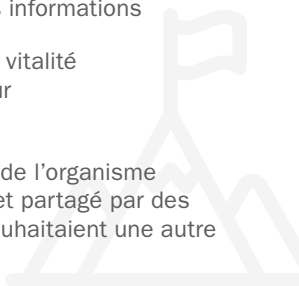 informations
vitalité
de l’organisme
et partagé par des
une autre